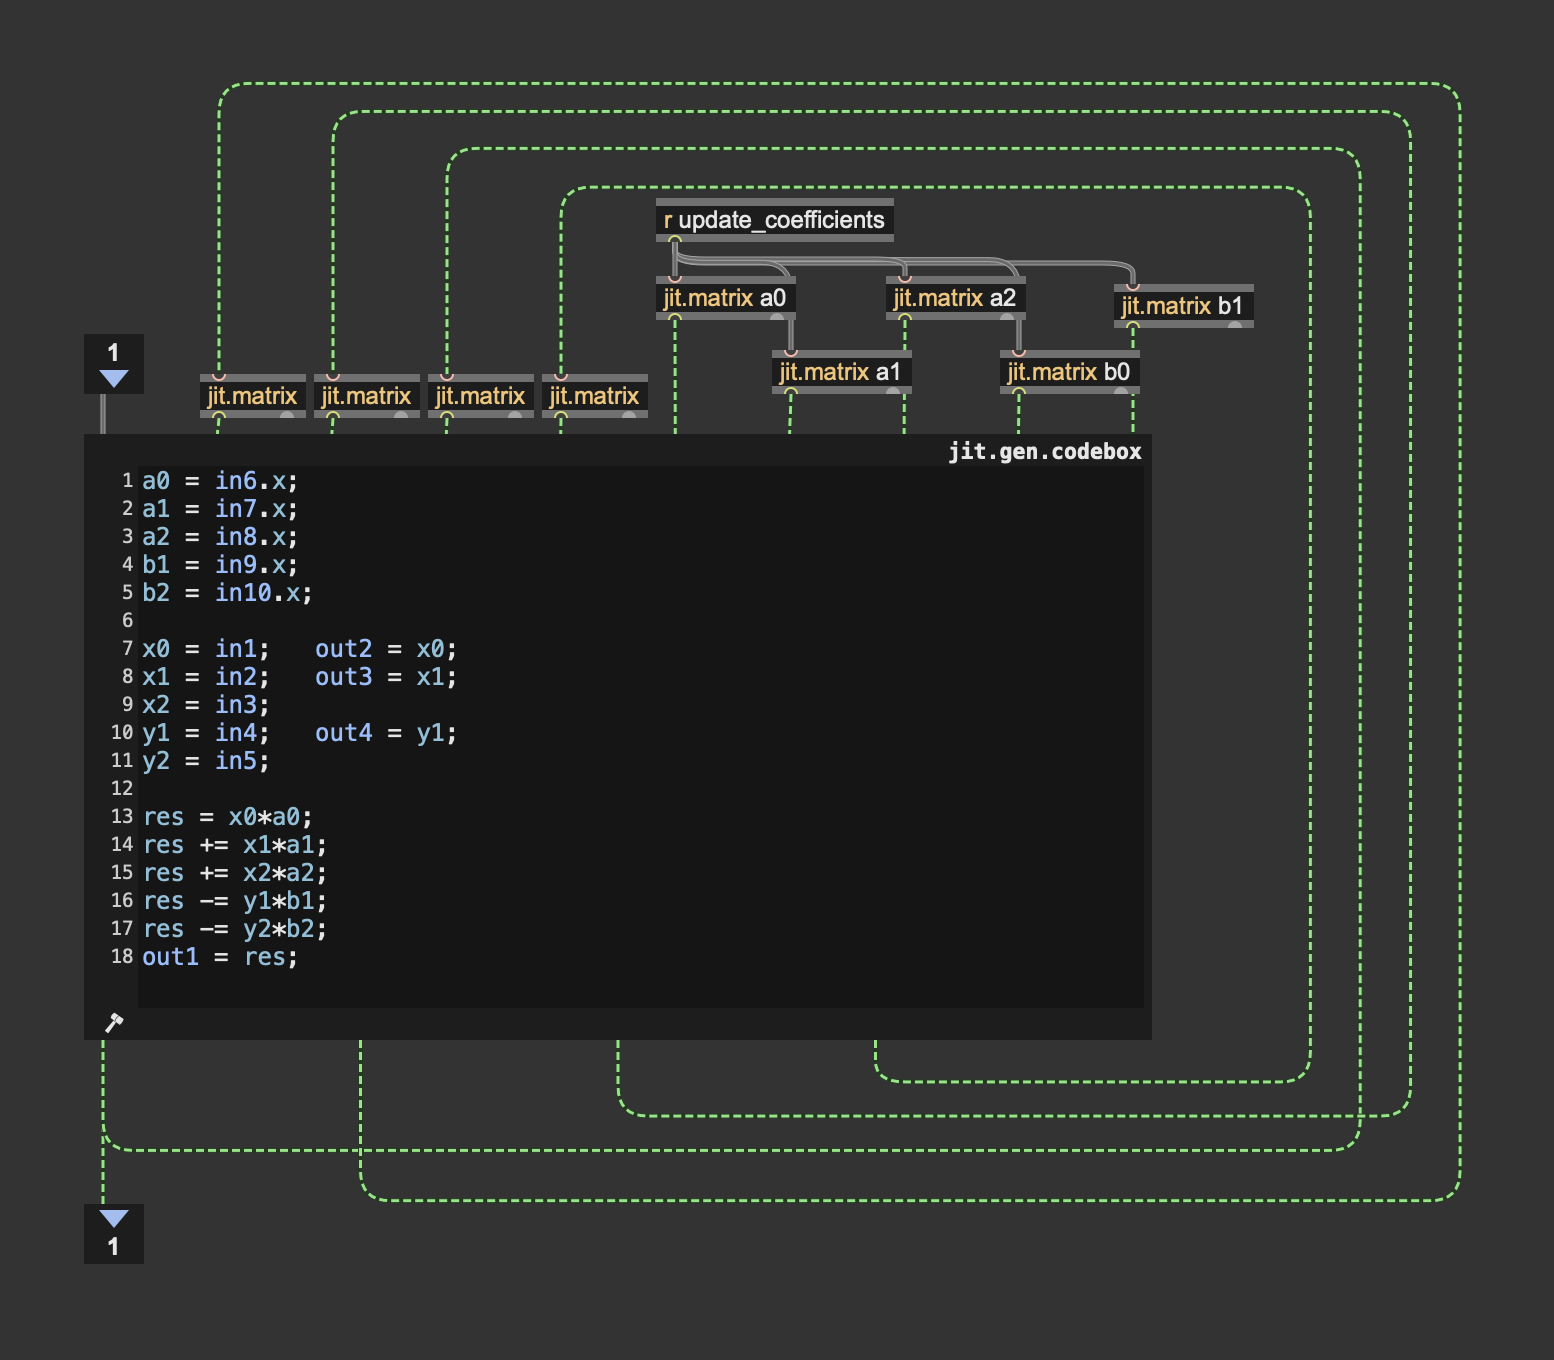 r update_coefficients
jit.matrix a0
jit.matrix a2
jit.matrix b1
1
jit.matrix a1
jit.matrix b0
jit.matrix
jit.matrix
jit.matrix
jit.matrix
jit.gen.codebox
1 a0 = in6.x;
2 a1 = in7.x;
3 a2 = in8.x;
4 b1 = in9.x;
5 b2 = in10.x;
6
7 x0 = in1;   out2 = x0;
8 x1 = in2;   out3 = x1;
9 x2 = in3;
10 y1 = in4;   out4 = y1;
11 y2 = in5;
12
13 res = x0*a0;
14 res += x1*a1;
15 res += x2*a2;
16 res -= y1*b1;
17 res -= y2*b2;
18 out1 = res;
1